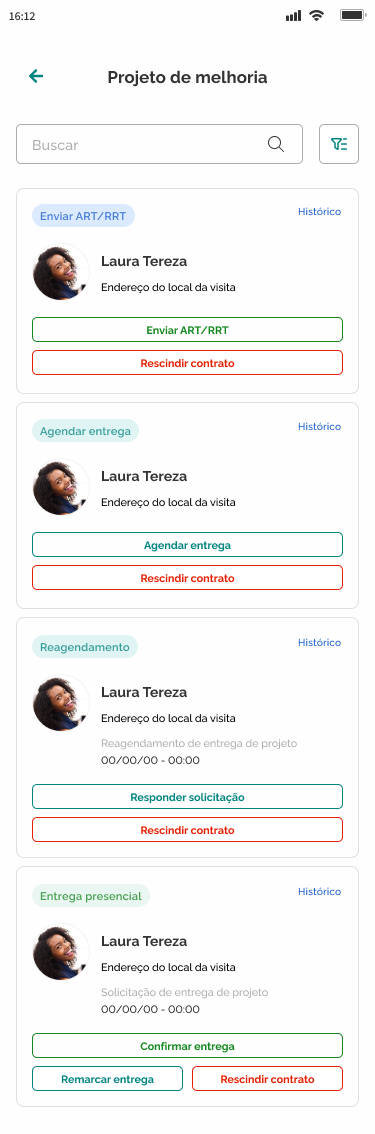 16:12
Projeto de melhoria
Buscar
Enviar ART/RRT
Histórico
Laura Tereza
Endereço do local da visita
Enviar ART/RRT
Rescindir contrato
Agendar entrega
Histórico
Laura Tereza
Endereço do local da visita
Agendar entrega
Rescindir contrato
Reagendamento
Histórico
Laura Tereza
Endereço do local da visita
Reagendamento de entrega de projeto
00/00/00 - 00:00
Responder solicitação
Rescindir contrato
Entrega presencial
Histórico
Laura Tereza
Endereço do local da visita
Solicitação de entrega de projeto
00/00/00 - 00:00
Confirmar entrega
Remarcar entrega
Rescindir contrato